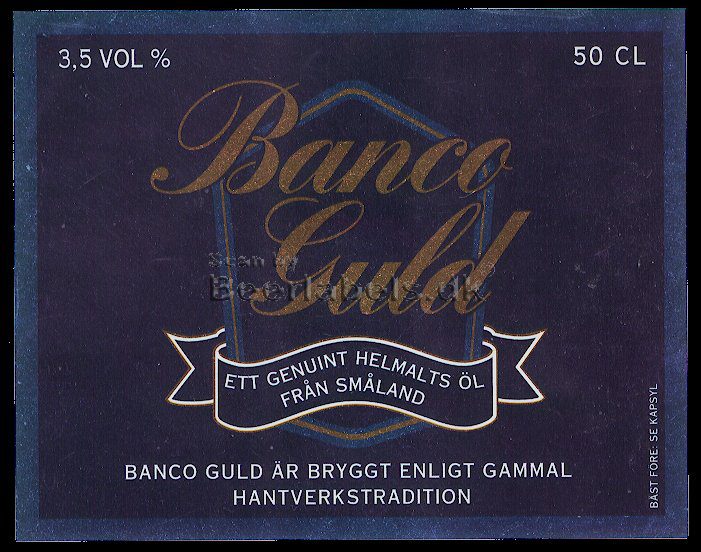 3,5 VOL %
50 CL
Banco
Guld
Scan by
Beerlabels.dk
ETT GENUINT HELMALTS ÖL
FRÅN SMÅLAND
BANCO GULD ÄR BRYGGT ENLIGT GAMMAL
HANTVERKSTRADITION
BÄST FÖRE: SE KAPSYL